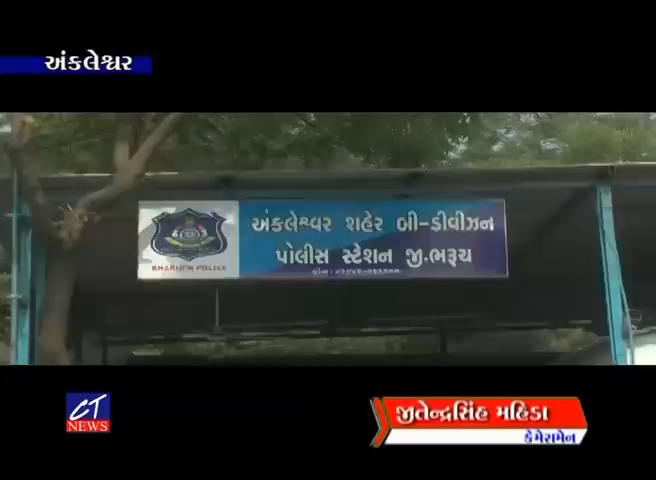 અંકલેશ્વર
અંકલેશ્વર શહેર બી-ડીવીઝન
પોલીસ સ્ટેશન જી.ભરૂચ
BHARUCH POLICE
CT
NEWS
જીતેન્દ્રસિંહ મહિડા
કેમેરામેન